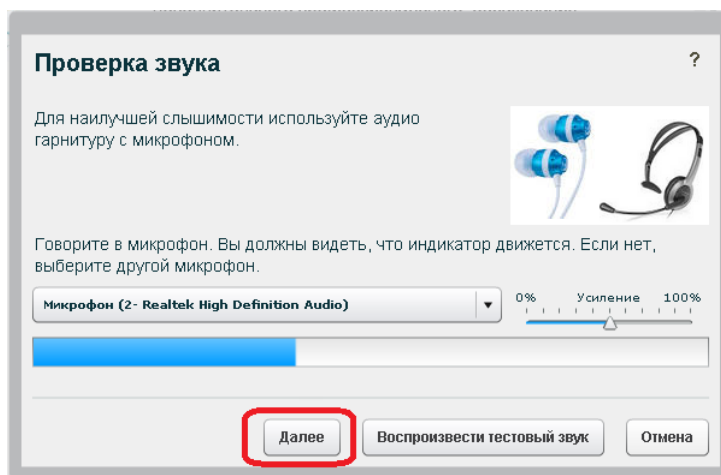 Проверка звука
?
Для наилучшей слышимости используйте аудио
гарнитуру с микрофоном.
Говорите в микрофон. Вы должны видеть, что индикатор движется. Если нет,
выберите другой микрофон.
Микрофон (2- Realtek High Definition Audio)
0% Усиление 100%
Далее
Воспроизвести тестовый звук
Отмена